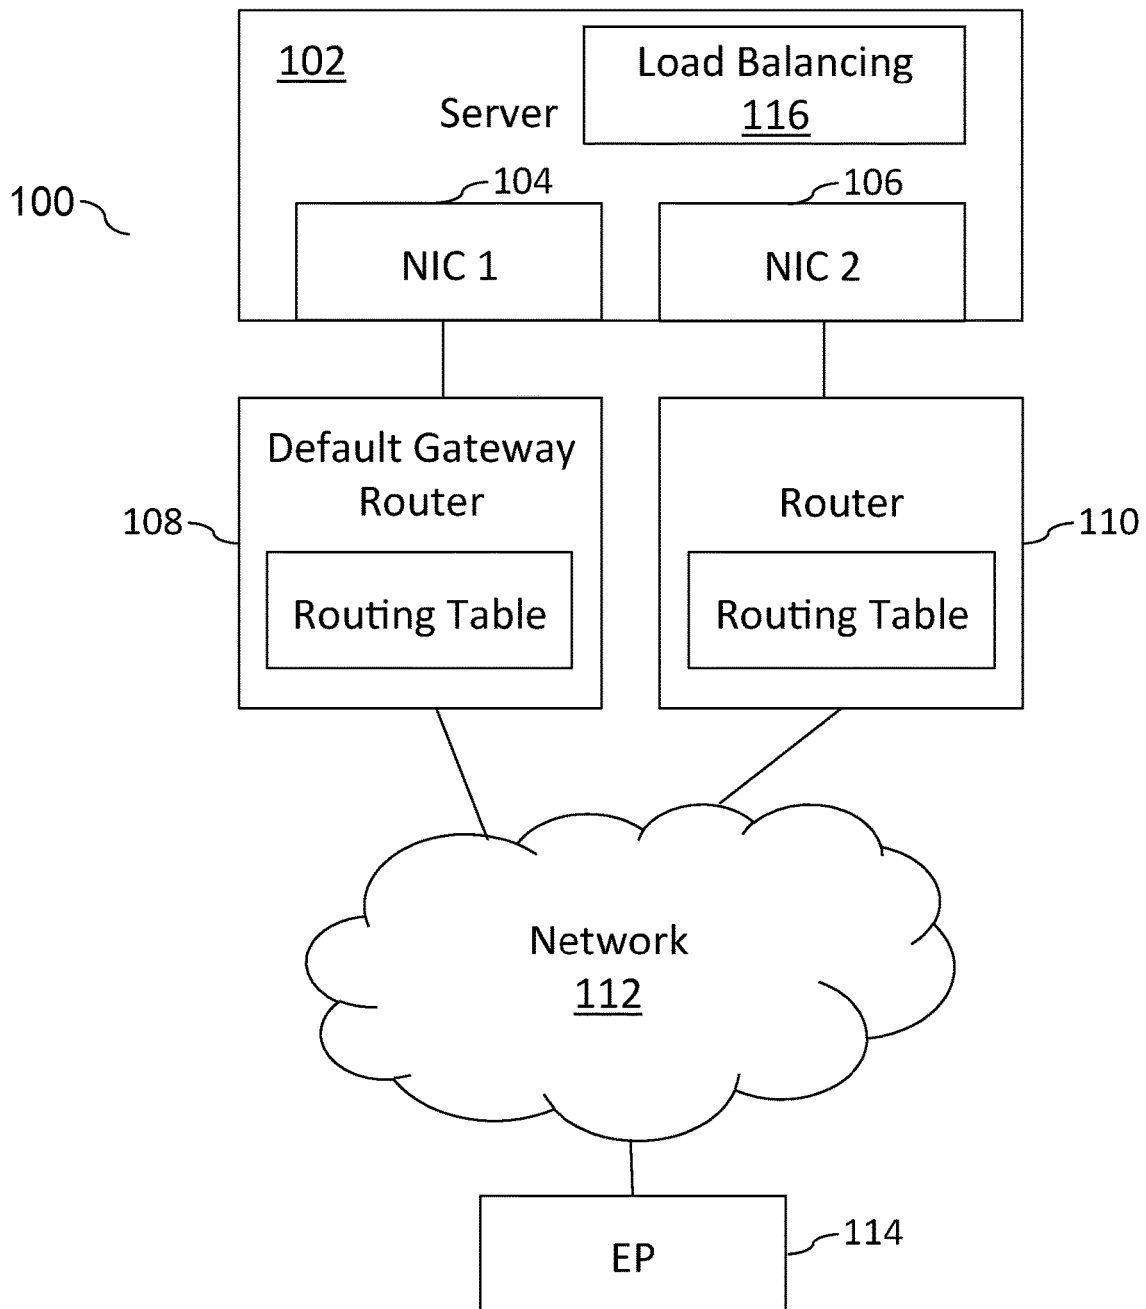 102
Load Balancing
116
Server
100
104
106
NIC 1
NIC 2
Default Gateway
Router
108
Routing Table
Router
110
Routing Table
Network
112
EP
114